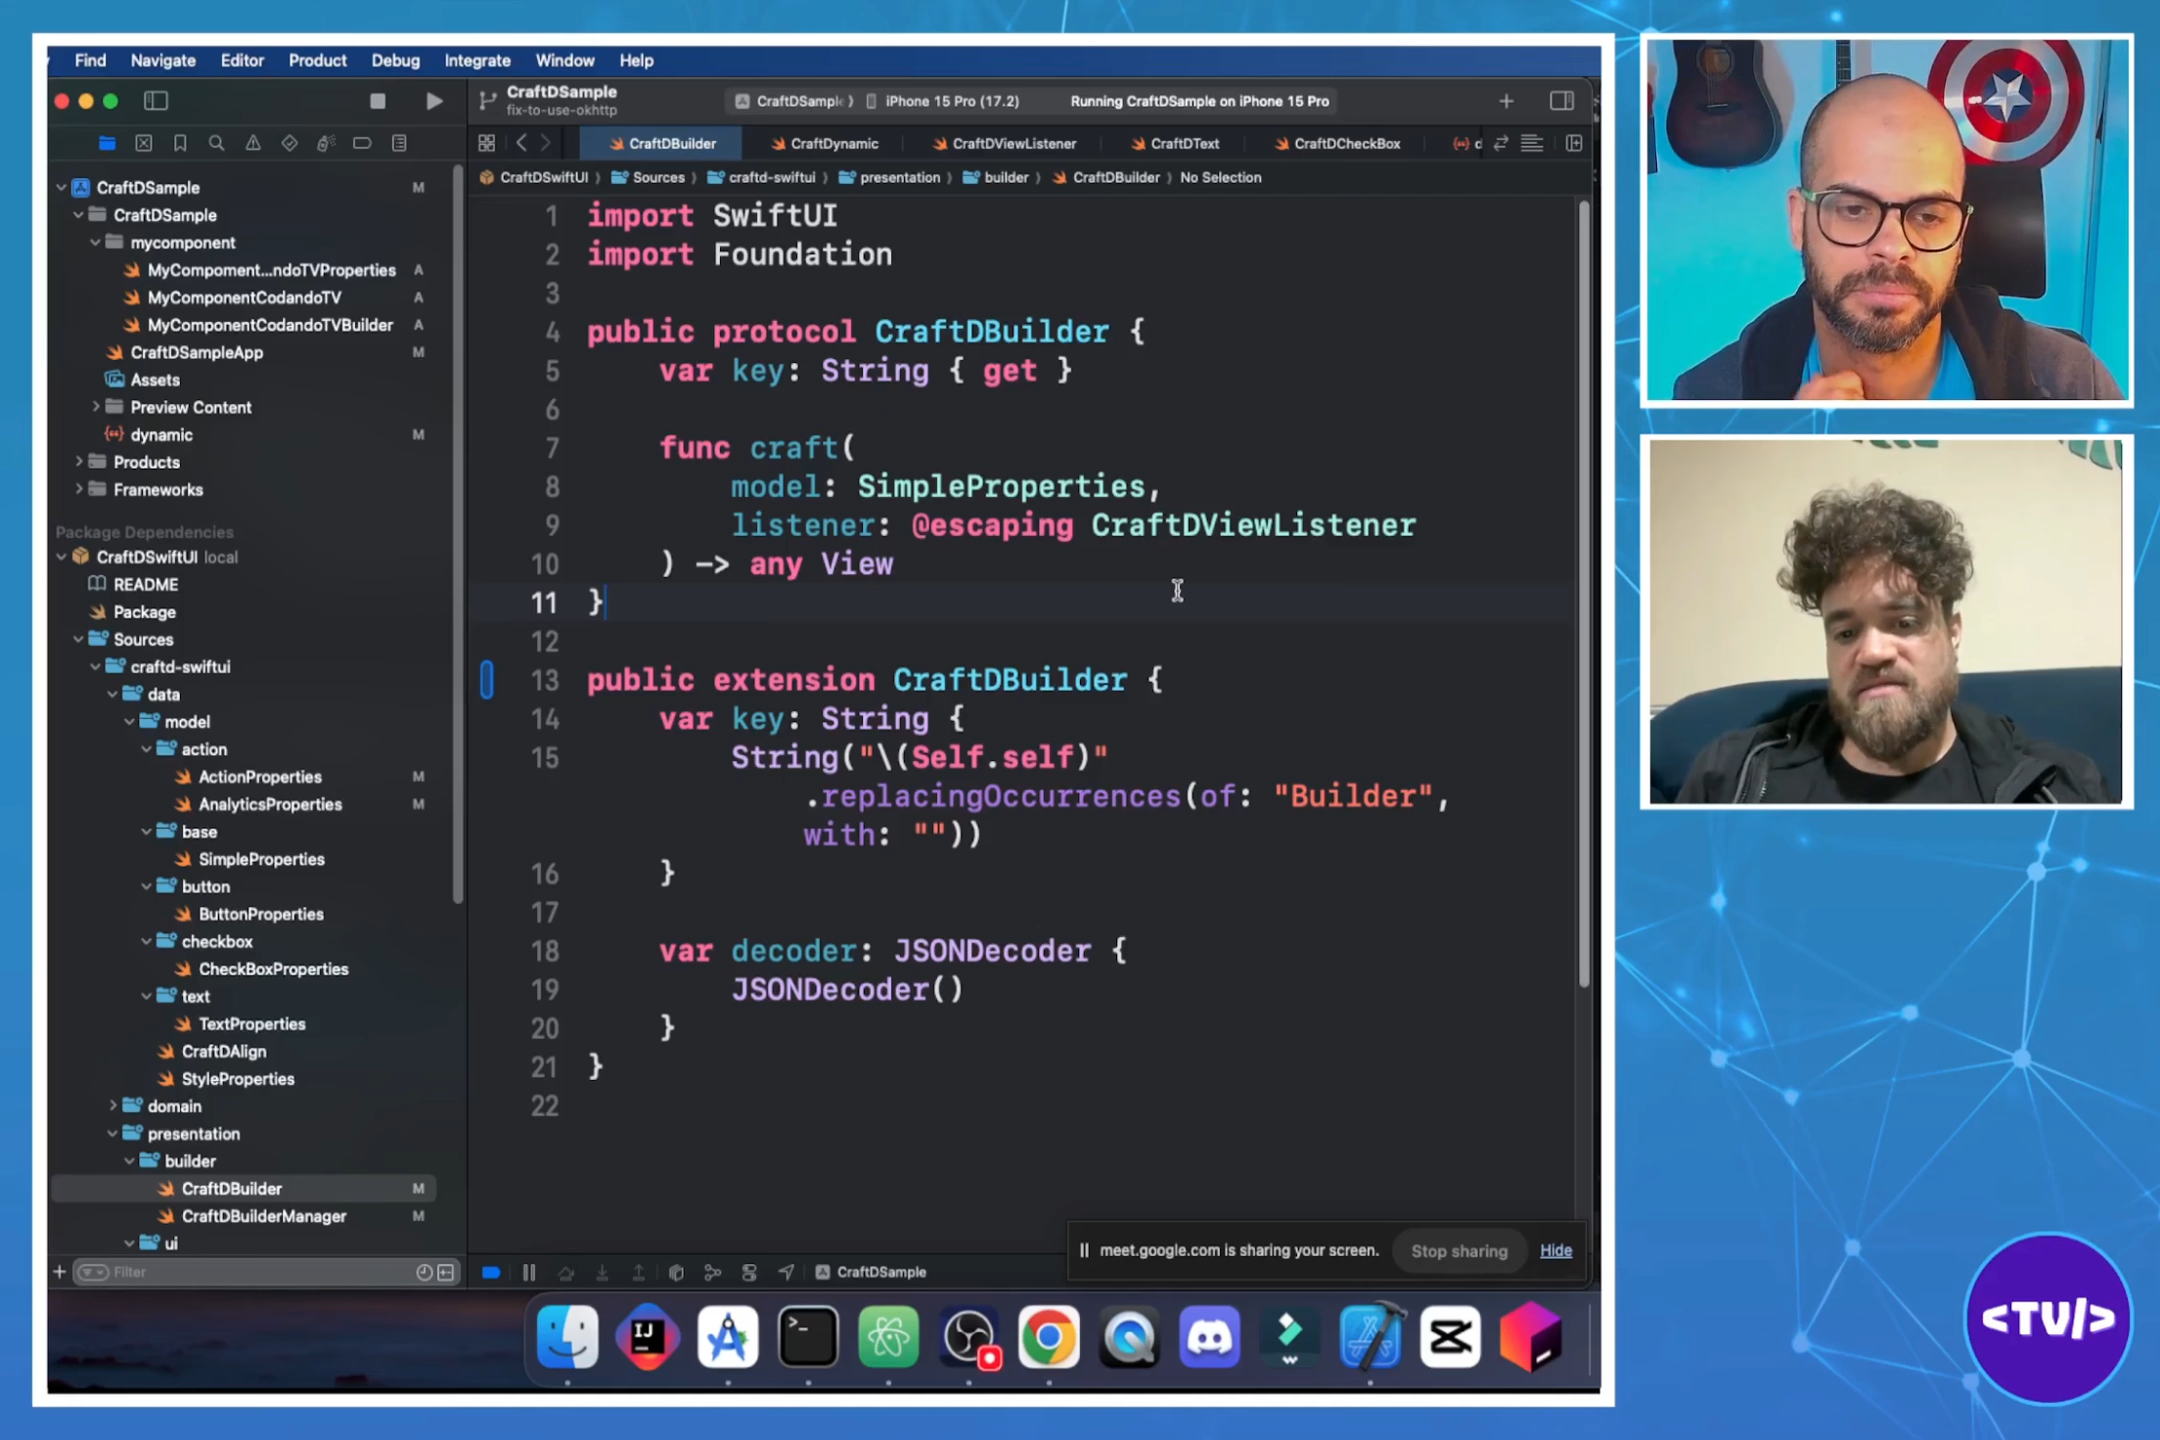 Find Navigate Editor Product Debug Integrate Window Help
CraftDSample
fix-to-use-okhttp
CraftDSample iPhone 15 Pro (17.2)
Running CraftDSample on iPhone 15 Pro
CraftDBuilder CraftDynamic CraftDViewListener CraftDText CraftDCheckBox d
CraftDSwiftUI Sources craftd-swiftui presentation builder CraftDBuilder No Selection
CraftDSample M
CraftDSample
mycomponent
MyCompoment...ndoTVProperties A
MyComponentCodandoTV A
MyComponentCodandoTVBuilder A
CraftDSampleApp M
Assets
Preview Content
dynamic M
Products
Frameworks
Package Dependencies
CraftDSwiftUI local
README
Package
Sources
craftd-swiftui
data
model
action
ActionProperties M
AnalyticsProperties M
base
SimpleProperties
button
ButtonProperties
checkbox
CheckBoxProperties
text
TextProperties
CraftDAlign
StyleProperties
domain
presentation
builder
CraftDBuilder M
CraftDBuilderManager M
ui
Filter
1 import SwiftUI
2 import Foundation
3
4 public protocol CraftDBuilder {
5 var key: String { get }
6
7 func craft(
8 model: SimpleProperties,
9 listener: @escaping CraftDViewListener
10 ) -> any View
11 }
12
13 public extension CraftDBuilder {
14 var key: String {
15 String("\(Self.self)"
.replacingOccurrences(of: "Builder",
with: ""))
16 }
17
18 var decoder: JSONDecoder {
19 JSONDecoder()
20 }
21 }
22
meet.google.com is sharing your screen. Stop sharing Hide
CraftDSample
IJ
<TV/>